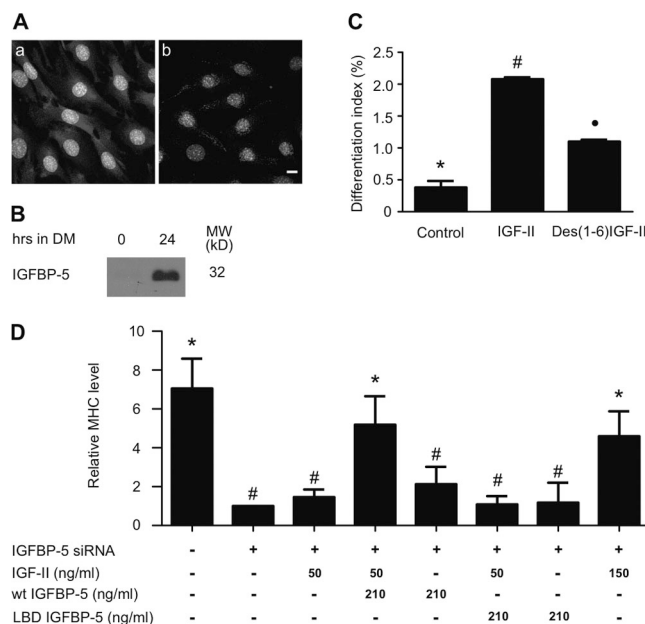 A
a
b
B
hrs in DM 0 24 MW (kD)
IGFBP-5 32
C
Differentiation index (%)
2.5
2.0
1.5
1.0
0.5
0
* # •
Control IGF-II Des(1-6)IGF-II
D
Relative MHC level
10
8
6
4
2
0
* # # * # # # *
IGFBP-5 siRNA - + + + + + + +
IGF-II (ng/ml) - - 50 50 - 50 - 150
wt IGFBP-5 (ng/ml) - - - 210 210 - - -
LBD IGFBP-5 (ng/ml) - - - - - 210 210 -